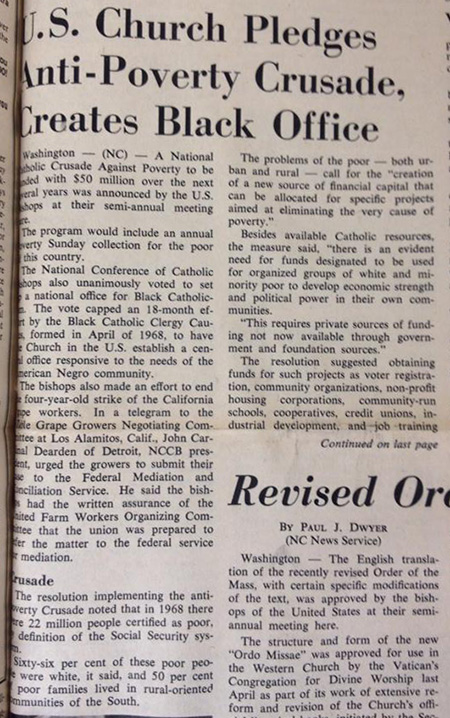 U.S. Church Pledges
Anti-Poverty Crusade,
Creates Black Office
Washington — (NC) — A National
holic Crusade Against Poverty to be
ded with $50 million over the next
eral years was announced by the U.S.
hops at their semi-annual meeting
re.
The program would include an annual
verty Sunday collection for the poor
this country.
The National Conference of Catholic
hops also unanimously voted to set
a national office for Black Catholic-
m. The vote capped an 18-month ef-
rt by the Black Catholic Clergy Cau-
s, formed in April of 1968, to have
e Church in the U.S. establish a cen-
al office responsive to the needs of the
merican Negro community.
The bishops also made an effort to end
e four-year-old strike of the California
ape workers. In a telegram to the
ble Grape Growers Negotiating Com-
ttee at Los Alamitos, Calif., John Car-
nal Dearden of Detroit, NCCB pres-
ent, urged the growers to submit their
se to the Federal Mediation and
nciliation Service. He said the bish-
s had the written assurance of the
nited Farm Workers Organizing Com-
ttee that the union was prepared to
fer the matter to the federal service
r mediation.
rusade
The resolution implementing the anti-
overty Crusade noted that in 1968 there
re 22 million people certified as poor,
definition of the Social Security sys-
m.
Sixty-six per cent of these poor peo-
e were white, it said, and 50 per cent
poor families lived in rural-oriented
mmunities of the South.
The problems of the poor — both ur-
ban and rural — call for the "creation
of a new source of financial capital that
can be allocated for specific projects
aimed at eliminating the very cause of
poverty."
Besides available Catholic resources,
the measure said, "there is an evident
need for funds designated to be used
for organized groups of white and mi-
nority poor to develop economic strength
and political power in their own com-
munities.
"This requires private sources of fund-
ing not now available through govern-
ment and foundation sources."
The resolution suggested obtaining
funds for such projects as voter registra-
tion, community organizations, non-profit
housing corporations, community-run
schools, cooperatives, credit unions, in-
dustrial development, and job training
Continued on last page
Revised Ord
By Paul J. Dwyer
(NC News Service)
Washington — The English transla-
tion of the recently revised Order of the
Mass, with certain specific modifications
of the text, was approved by the bish-
ops of the United States at their semi-
annual meeting here.
The structure and form of the new
"Ordo Missae" was approved for use in
the Western Church by the Vatican's
Congregation for Divine Worship last
April as part of its work of extensive re-
form and revision of the Church's offi-